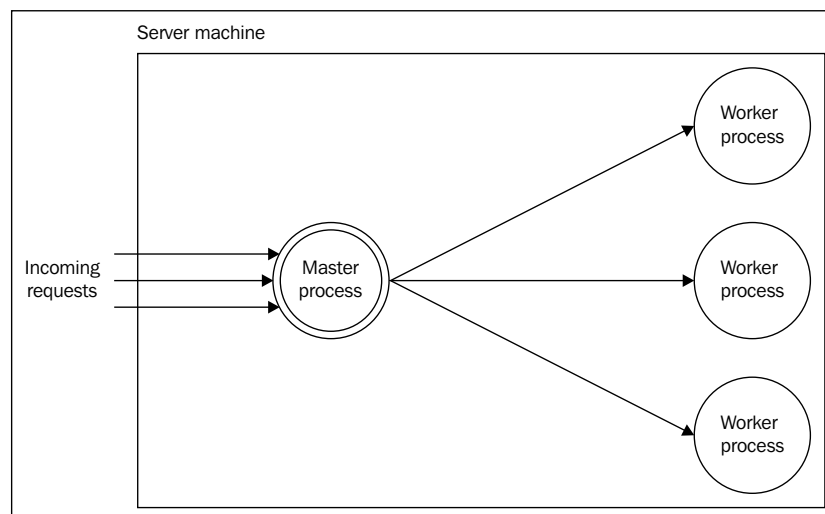 Server machine
Worker
process
Incoming
requests
Master
process
Worker
process
Worker
process